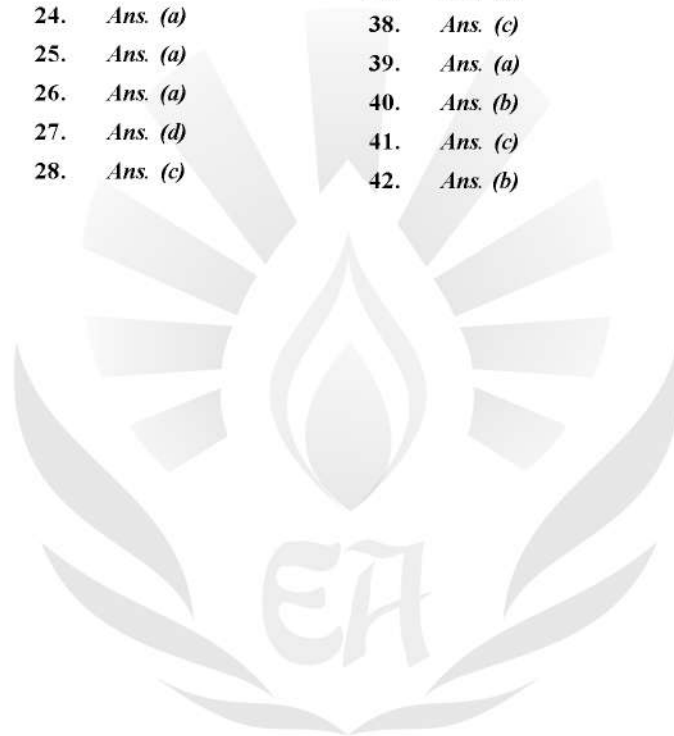 24. Ans. (a)
25. Ans. (a)
26. Ans. (a)
27. Ans. (d)
28. Ans. (c)
38. Ans. (c)
39. Ans. (a)
40. Ans. (b)
41. Ans. (c)
42. Ans. (b)
EA